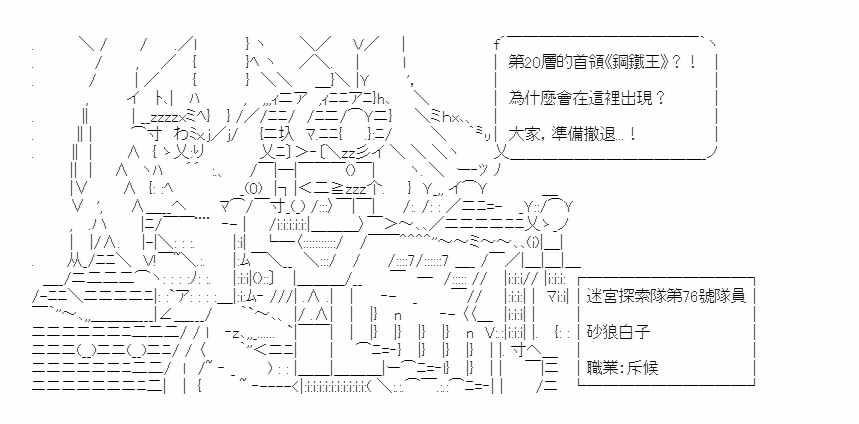 第20層的首領《鋼鐵王》？！
為什麼會在這裡出現？
大家，準備撤退…！
迷宮探索隊第76號隊員
砂狼白子
職業：斥候